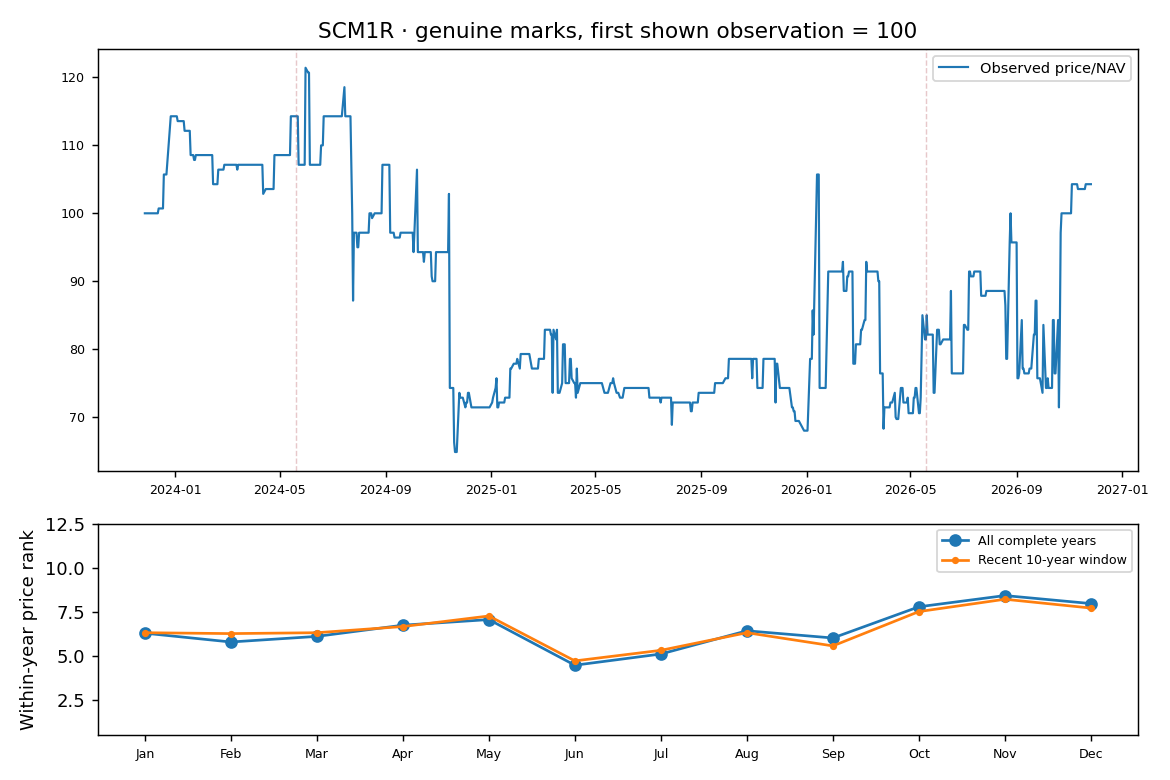 SCM1R · genuine marks, first shown observation = 100
Observed price/NAV
120
110
100
90
80
70
2024-01 2024-05 2024-09 2025-01 2025-05 2025-09 2026-01 2026-05 2026-09 2027-01
Within-year price rank
All complete years
Recent 10-year window
12.5
10.0
7.5
5.0
2.5
Jan Feb Mar Apr May Jun Jul Aug Sep Oct Nov Dec